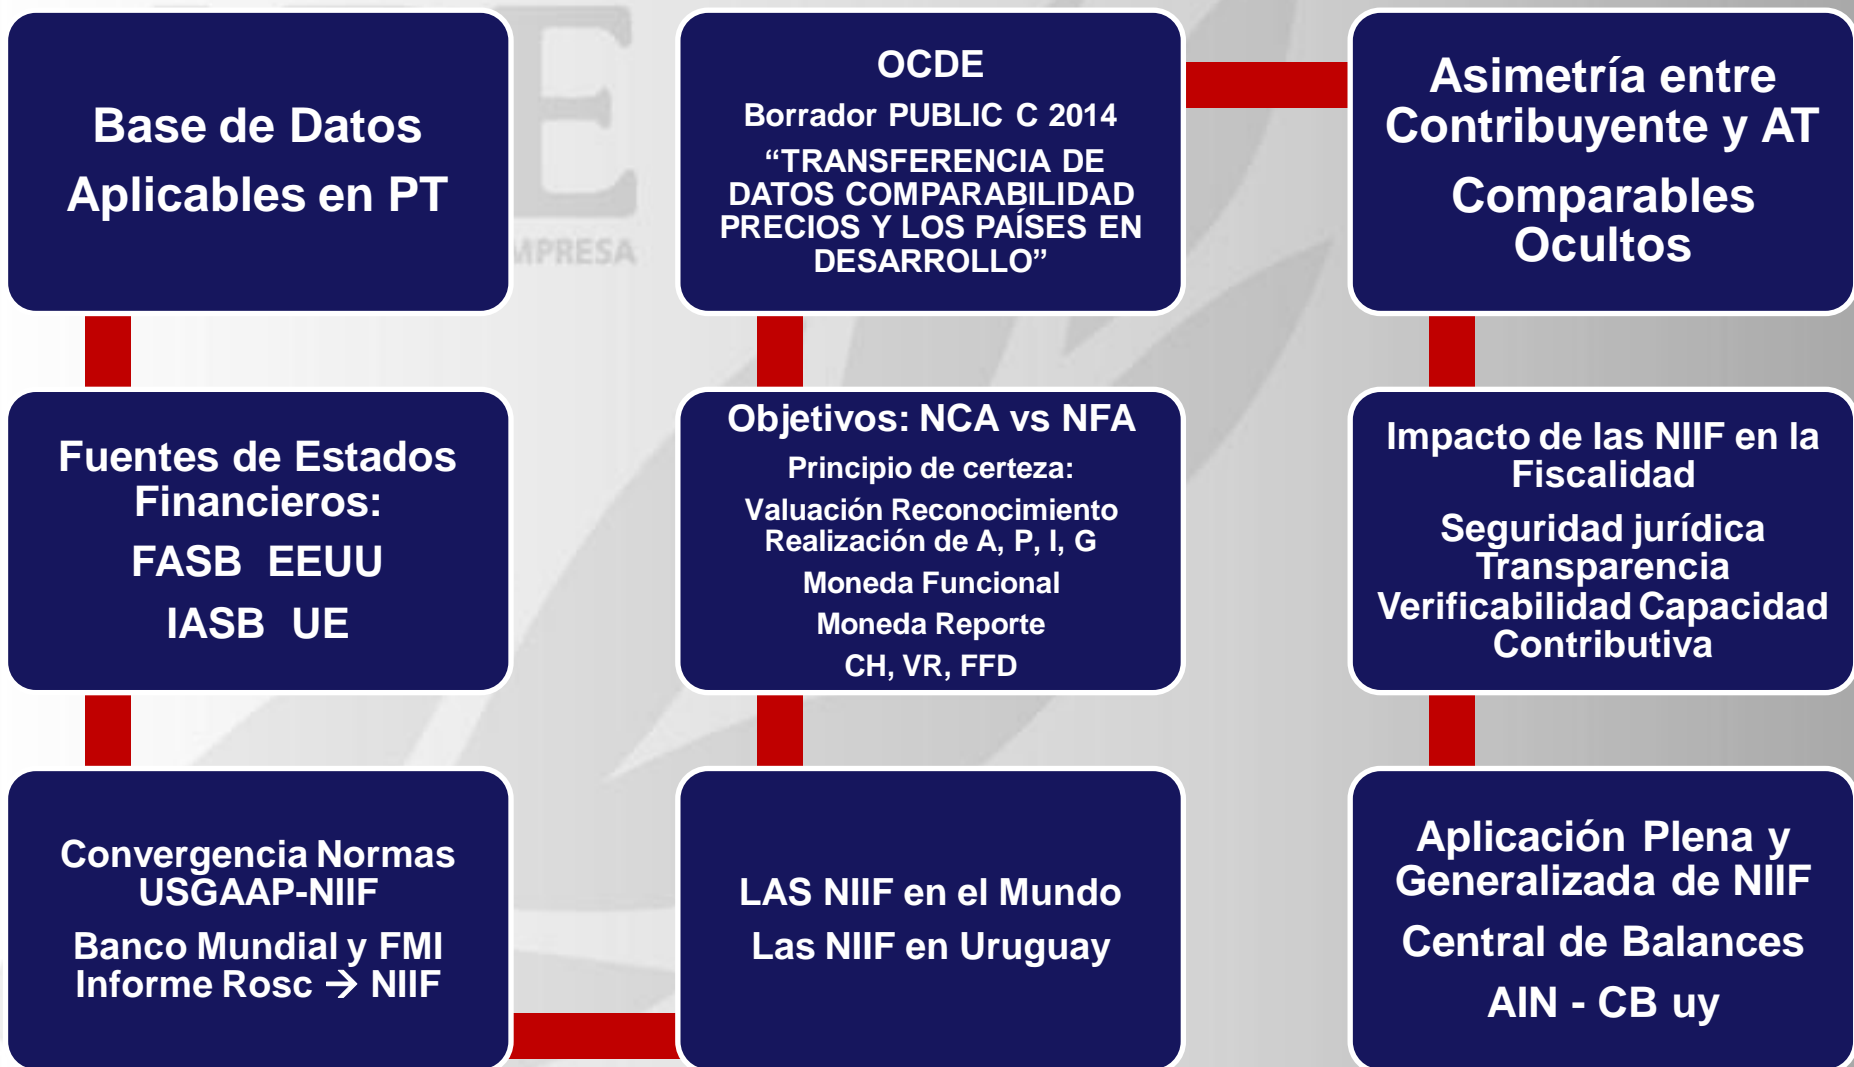 Base de Datos
Aplicables en PT
Fuentes de Estados
Financieros:
FASB EEUU
IASB UE
Convergencia Normas
USGAAP-NIIF
Banco Mundial y FMI
Informe Rosc → NIIF
LAS NIIF en el Mundo
Las NIIF en Uruguay
Objetivos: NCA vs NFA
Principio de certeza:
Valuación Reconocimiento
Realización de A, P, I, G
Moneda Funcional
Moneda Reporte
CH, VR, FFD
OCDE
Borrador PUBLIC C 2014
“TRANSFERENCIA DE
DATOS COMPARABILIDAD
PRECIOS Y LOS PAÍSES EN
DESARROLLO”
Asimetría entre
Contribuyente y AT
Comparables
Ocultos
Impacto de las NIIF en la
Fiscalidad
Seguridad jurídica
Transparencia
Verificabilidad Capacidad
Contributiva
Aplicación Plena y
Generalizada de NIIF
Central de Balances
AIN - CB uy